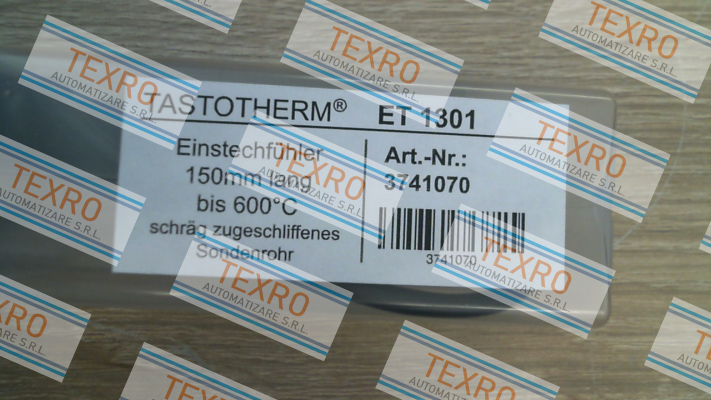 TASTOTHERM® ET 1301
Einstechfühler
150mm lang
bis 600°C
schräg zugeschliffenes
Sondenrohr
Art.-Nr.:
3741070
3741070
TEXRO
AUTOMATIZARE S.R.L.